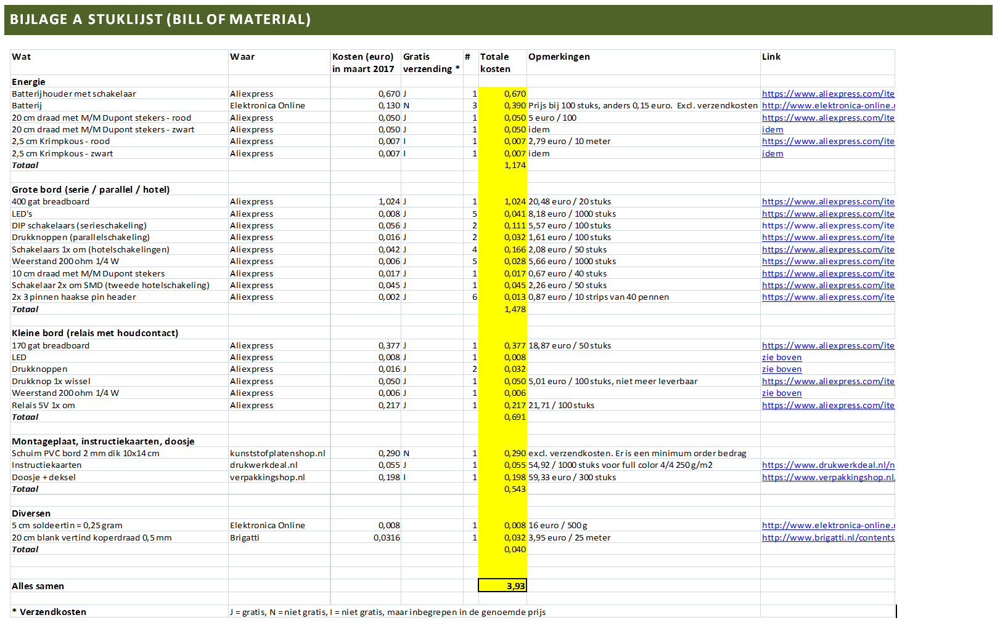 BIJLAGE A STUKLIJST (BILL OF MATERIAL)
Wat Waar Kosten (euro) in maart 2017 Gratis verzending * # Totale kosten Opmerkingen Link
Energie
Batterijhouder met schakelaar Aliexpress 0,670 J 1 0,670 https://www.aliexpress.com/ite
Batterij Elektronica Online 0,130 N 3 0,390 Prijs bij 100 stuks, anders 0,15 euro. Excl. verzendkosten http://www.elektronica-online.n
20 cm draad met M/M Dupont stekers - rood Aliexpress 0,050 J 1 0,050 5 euro / 100 https://www.aliexpress.com/ite
20 cm draad met M/M Dupont stekers - zwart Aliexpress 0,050 J 1 0,050 idem idem
2,5 cm Krimpkous - rood Aliexpress 0,007 I 1 0,007 2,79 euro / 10 meter https://www.aliexpress.com/ite
2,5 cm Krimpkous - zwart Aliexpress 0,007 I 1 0,007 idem idem
Totaal 1,174
Grote bord (serie / parallel / hotel)
400 gat breadboard Aliexpress 1,024 J 1 1,024 20,48 euro / 20 stuks https://www.aliexpress.com/ite
LED's Aliexpress 0,008 J 5 0,041 8,18 euro / 1000 stuks https://www.aliexpress.com/ite
DIP schakelaars (serieschakeling) Aliexpress 0,056 J 2 0,111 5,57 euro / 100 stuks https://www.aliexpress.com/ite
Drukknoppen (parallelschakeling) Aliexpress 0,016 J 2 0,032 1,61 euro / 100 stuks https://www.aliexpress.com/ite
Schakelaars 1x om (hotelschakelingen) Aliexpress 0,042 J 4 0,166 2,08 euro / 50 stuks https://www.aliexpress.com/ite
Weerstand 200 ohm 1/4 W Aliexpress 0,006 J 5 0,028 5,66 euro / 1000 stuks https://www.aliexpress.com/ite
10 cm draad met M/M Dupont stekers Aliexpress 0,017 J 1 0,017 0,67 euro / 40 stuks https://www.aliexpress.com/ite
Schakelaar 2x om SMD (tweede hotelschakeling) Aliexpress 0,045 J 1 0,045 2,26 euro / 50 stuks https://www.aliexpress.com/ite
2x 3 pinnen haakse pin header Aliexpress 0,002 J 6 0,013 0,87 euro / 10 strips van 40 pennen https://www.aliexpress.com/ite
Totaal 1,478
Kleine bord (relais met houdcontact)
170 gat breadboard Aliexpress 0,377 J 1 0,377 18,87 euro / 50 stuks https://www.aliexpress.com/ite
LED Aliexpress 0,008 J 1 0,008 zie boven
Drukknoppen Aliexpress 0,016 J 2 0,032 zie boven
Drukknop 1x wissel Aliexpress 0,050 J 1 0,050 5,01 euro / 100 stuks, niet meer leverbaar https://www.aliexpress.com/ite
Weerstand 200 ohm 1/4 W Aliexpress 0,006 J 1 0,006 zie boven
Relais 5V 1x om Aliexpress 0,217 J 1 0,217 21,71 / 100 stuks https://www.aliexpress.com/ite
Totaal 0,691
Montageplaat, instructiekaarten, doosje
Schuim PVC bord 2 mm dik 10x14 cm kunststofplatenshop.nl 0,290 N 1 0,290 excl. verzendkosten. Er is een minimum order bedrag
Instructiekaarten drukwerkdeal.nl 0,055 J 1 0,055 54,92 / 1000 stuks voor full color 4/4 250 g/m2 https://www.drukwerkdeal.nl/n
Doosje + deksel verpakkingshop.nl 0,198 I 1 0,198 59,33 euro / 300 stuks https://www.verpakkingshop.nl/
Totaal 0,543
Diversen
5 cm soldeertin = 0,25 gram Elektronica Online 0,008 1 0,008 16 euro / 500 g http://www.elektronica-online.n
20 cm blank vertind koperdraad 0,5 mm Brigatti 0,0316 1 0,032 3,95 euro / 25 meter http://www.brigatti.nl/contents
Totaal 0,040
Alles samen 3,93
* Verzendkosten J = gratis, N = niet gratis, I = niet gratis, maar inbegrepen in de genoemde prijs